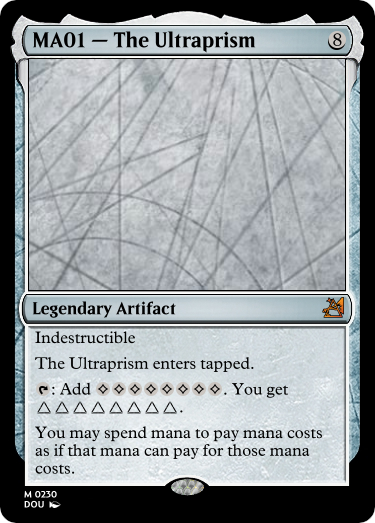 MA01 — The Ultraprism 8
Legendary Artifact
Indestructible
The Ultraprism enters tapped.
: Add . You get
△△△△△△△△.
You may spend mana to pay mana costs
as if that mana can pay for those mana
costs.
M 0230
DOU